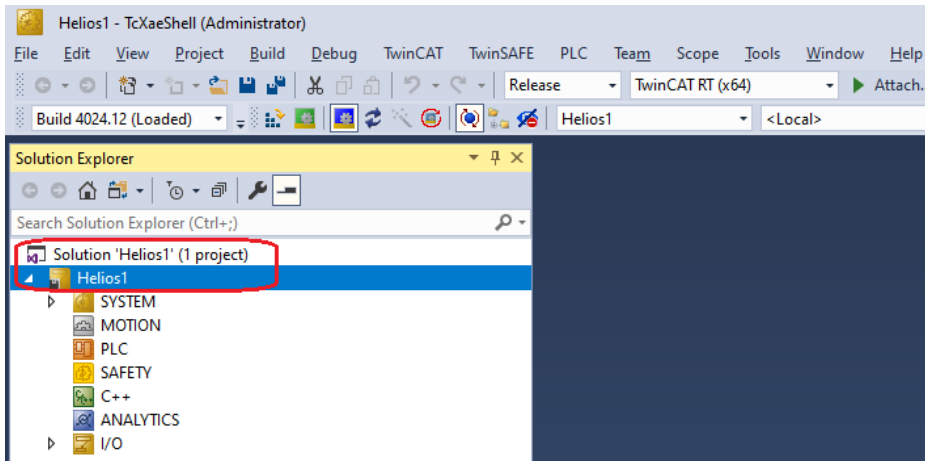 Helios1 - TcXaeShell (Administrator)
File Edit View Project Build Debug TwinCAT TwinSAFE PLC Team Scope Tools Window Help
Release TwinCAT RT (x64) Attach..
Build 4024.12 (Loaded) Helios1 <Local>
Solution Explorer
Search Solution Explorer (Ctrl+;)
Solution 'Helios1' (1 project)
Helios1
SYSTEM
MOTION
PLC
SAFETY
C++
ANALYTICS
I/O